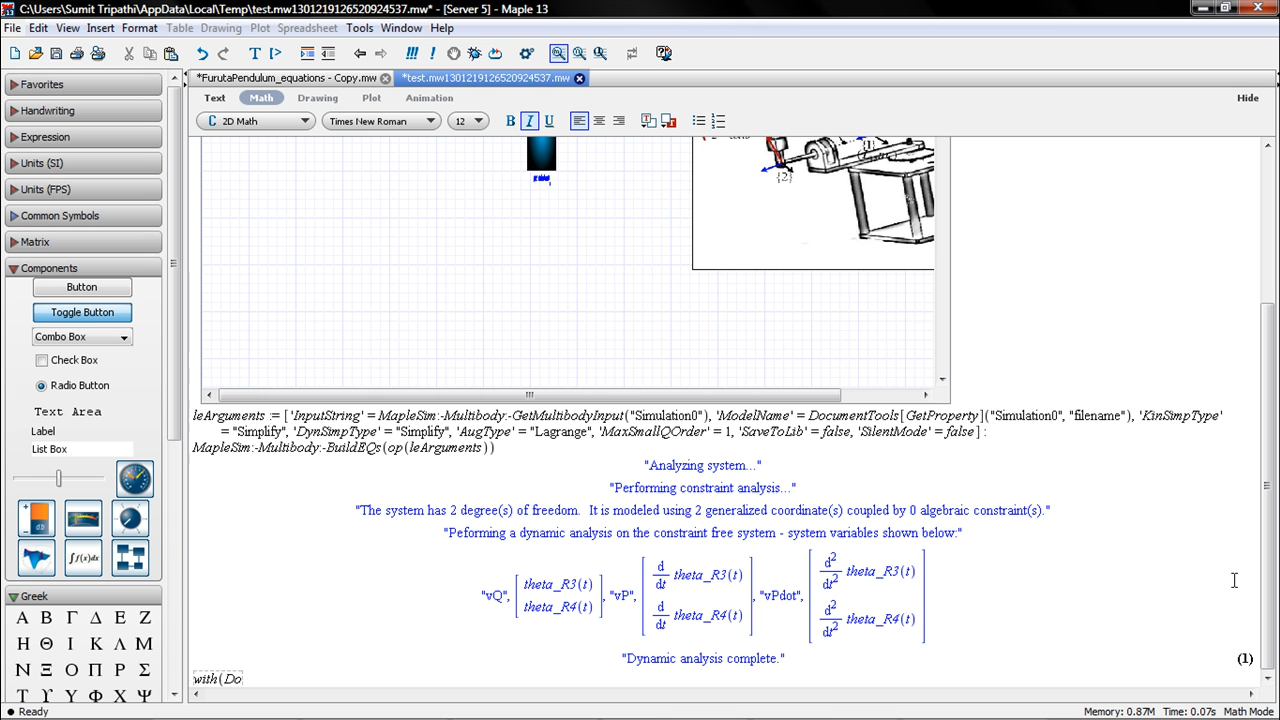 C:\Users\Sumit Tripathi\AppData\Local\Temp\test.mw1301219126520924537.mw* - [Server 5] - Maple 13
File Edit View Insert Format Table Drawing Plot Spreadsheet Tools Window Help
*FurutaPendulum_equations - Copy.mw *test.mw1301219126520924537.mw
Text Math Drawing Plot Animation Hide
C 2D Math Times New Roman 12 B I U
Favorites
Handwriting
Expression
Units (SI)
Units (FPS)
Common Symbols
Matrix
Components
Button
Toggle Button
Combo Box
Check Box
Radio Button
Text Area
Label
List Box
Greek
Α Β Γ Δ Ε Ζ
Η Θ Ι Κ Λ Μ
Ν Ξ Ο Π Ρ Σ
Τ Υ Φ Χ Ψ
{1}
{2}
leArguments := [ 'InputString' = MapleSim:-Multibody:-GetMultibodyInput("Simulation0"), 'ModelName' = DocumentTools[GetProperty]("Simulation0", "filename"), 'KinSimpType'
= "Simplify", 'DynSimpType' = "Simplify", 'AugType' = "Lagrange", 'MaxSmallQOrder' = 1, 'SaveToLib' = false, 'SilentMode' = false] :
MapleSim:-Multibody:-BuildEQs(op(leArguments))
"Analyzing system..."
"Performing constraint analysis..."
"The system has 2 degree(s) of freedom. It is modeled using 2 generalized coordinate(s) coupled by 0 algebraic constraint(s)."
"Peforming a dynamic analysis on the constraint free system - system variables shown below:"
"vQ", [theta_R3(t) theta_R4(t)], "vP", [d/dt theta_R3(t) d/dt theta_R4(t)], "vPdot", [d²/dt² theta_R3(t) d²/dt² theta_R4(t)]
"Dynamic analysis complete." (1)
with(Do
Ready Memory: 0.87M Time: 0.07s Math Mode